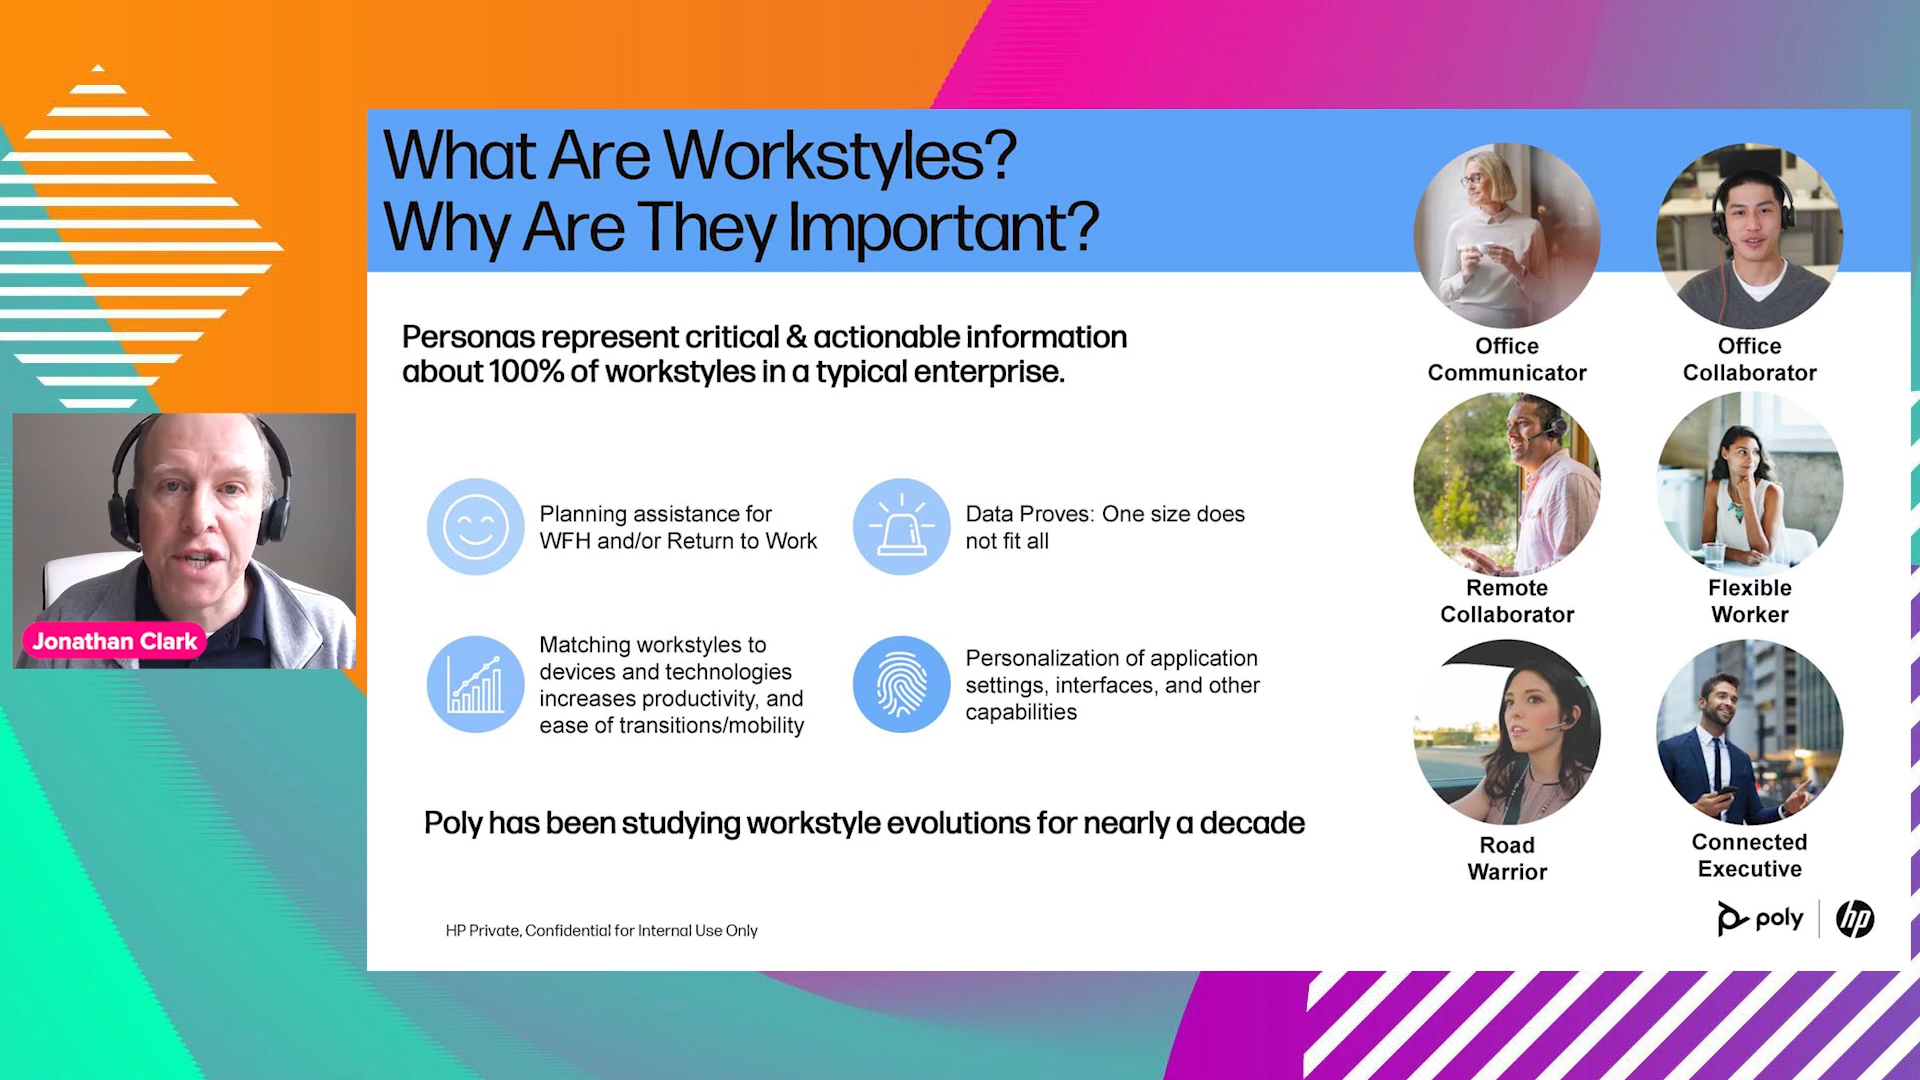 What Are Workstyles?
Why Are They Important?
Personas represent critical & actionable information
about 100% of workstyles in a typical enterprise.
Planning assistance for
WFH and/or Return to Work
Data Proves: One size does
not fit all
Matching workstyles to
devices and technologies
increases productivity, and
ease of transitions/mobility
Personalization of application
settings, interfaces, and other
capabilities
Poly has been studying workstyle evolutions for nearly a decade
HP Private, Confidential for Internal Use Only
Office
Communicator
Office
Collaborator
Remote
Collaborator
Flexible
Worker
Road
Warrior
Connected
Executive
poly
hp
Jonathan Clark